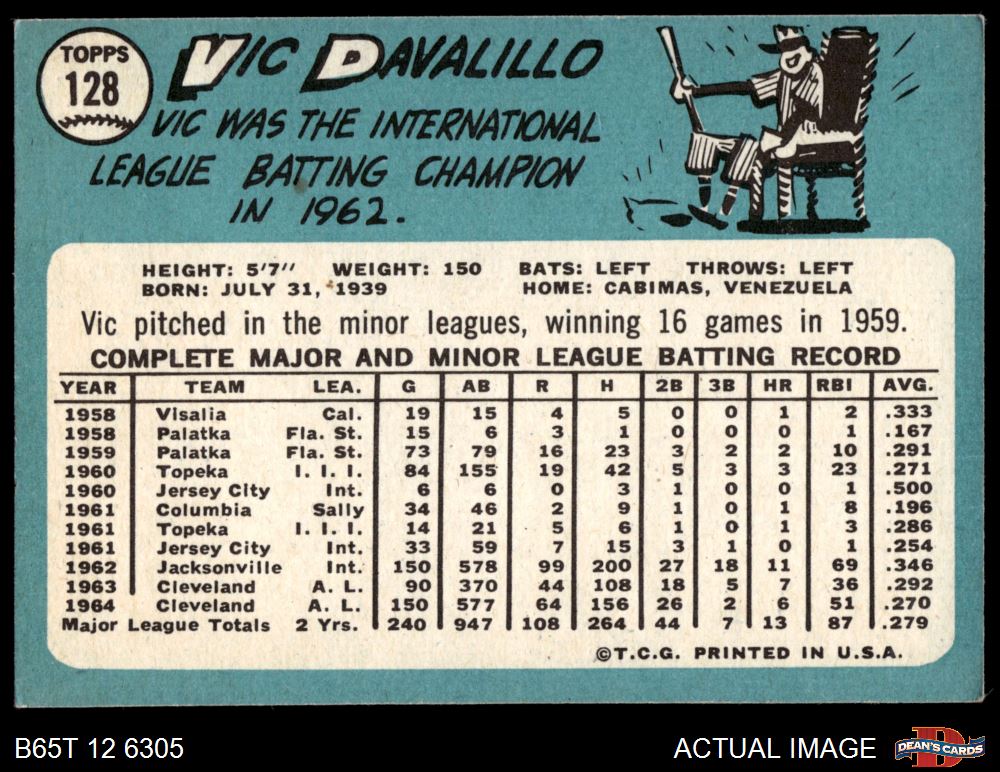 TOPPS
128
VIC DAVALILLO
VIC WAS THE INTERNATIONAL
LEAGUE BATTING CHAMPION
IN 1962.
HEIGHT: 5'7" WEIGHT: 150 BATS: LEFT THROWS: LEFT
BORN: JULY 31, 1939 HOME: CABIMAS, VENEZUELA
Vic pitched in the minor leagues, winning 16 games in 1959.
COMPLETE MAJOR AND MINOR LEAGUE BATTING RECORD
YEAR TEAM LEA. G AB R H 2B 3B HR RBI AVG.
1958 Visalia Cal. 19 15 4 5 0 0 1 2 .333
1958 Palatka Fla. St. 15 6 3 1 0 0 0 1 .167
1959 Palatka Fla. St. 73 79 16 23 3 2 2 10 .291
1960 Topeka I. I. I. 84 155 19 42 5 3 3 23 .271
1960 Jersey City Int. 6 6 0 3 1 0 0 1 .500
1961 Columbia Sally 34 46 2 9 1 0 1 8 .196
1961 Topeka I. I. I. 14 21 5 6 1 0 1 3 .286
1961 Jersey City Int. 33 59 7 15 3 1 0 1 .254
1962 Jacksonville Int. 150 578 99 200 27 18 11 69 .346
1963 Cleveland A. L. 90 370 44 108 18 5 7 36 .292
1964 Cleveland A. L. 150 577 64 156 26 2 6 51 .270
Major League Totals 2 Yrs. 240 947 108 264 44 7 13 87 .279
©T.C.G. PRINTED IN U.S.A.
B65T 12 6305 ACTUAL IMAGE DEAN'S CARDS